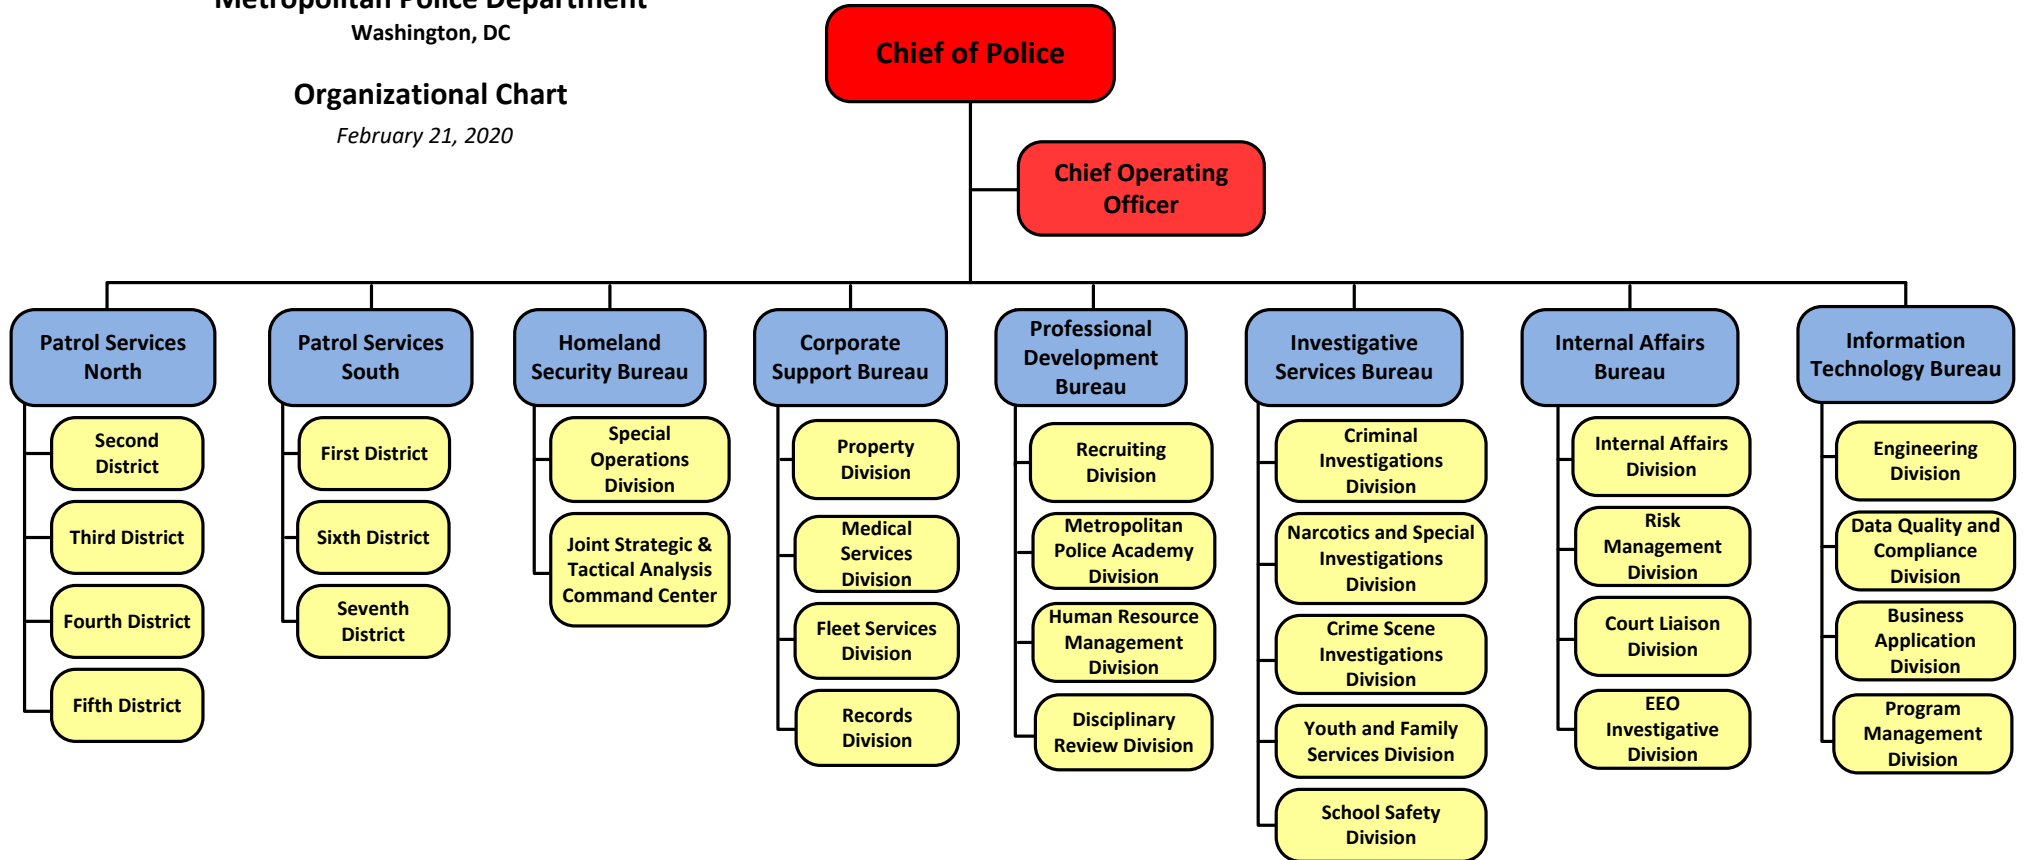 Metropolitan Police Department
Washington, DC
Organizational Chart
February 21, 2020
Chief of Police
Chief Operating
Officer
Patrol Services
North
Second
District
Third District
Fourth District
Fifth District
Patrol Services
South
First District
Sixth District
Seventh
District
Homeland
Security Bureau
Special
Operations
Division
Joint Strategic &
Tactical Analysis
Command Center
Corporate
Support Bureau
Property
Division
Medical
Services
Division
Fleet Services
Division
Records
Division
Professional
Development
Bureau
Recruiting
Division
Metropolitan
Police Academy
Division
Human Resource
Management
Division
Disciplinary
Review Division
Investigative
Services Bureau
Criminal
Investigations
Division
Narcotics and Special
Investigations
Division
Crime Scene
Investigations
Division
Youth and Family
Services Division
School Safety
Division
Internal Affairs
Bureau
Internal Affairs
Division
Risk
Management
Division
Court Liaison
Division
EEO
Investigative
Division
Information
Technology Bureau
Engineering
Division
Data Quality and
Compliance
Division
Business
Application
Division
Program
Management
Division